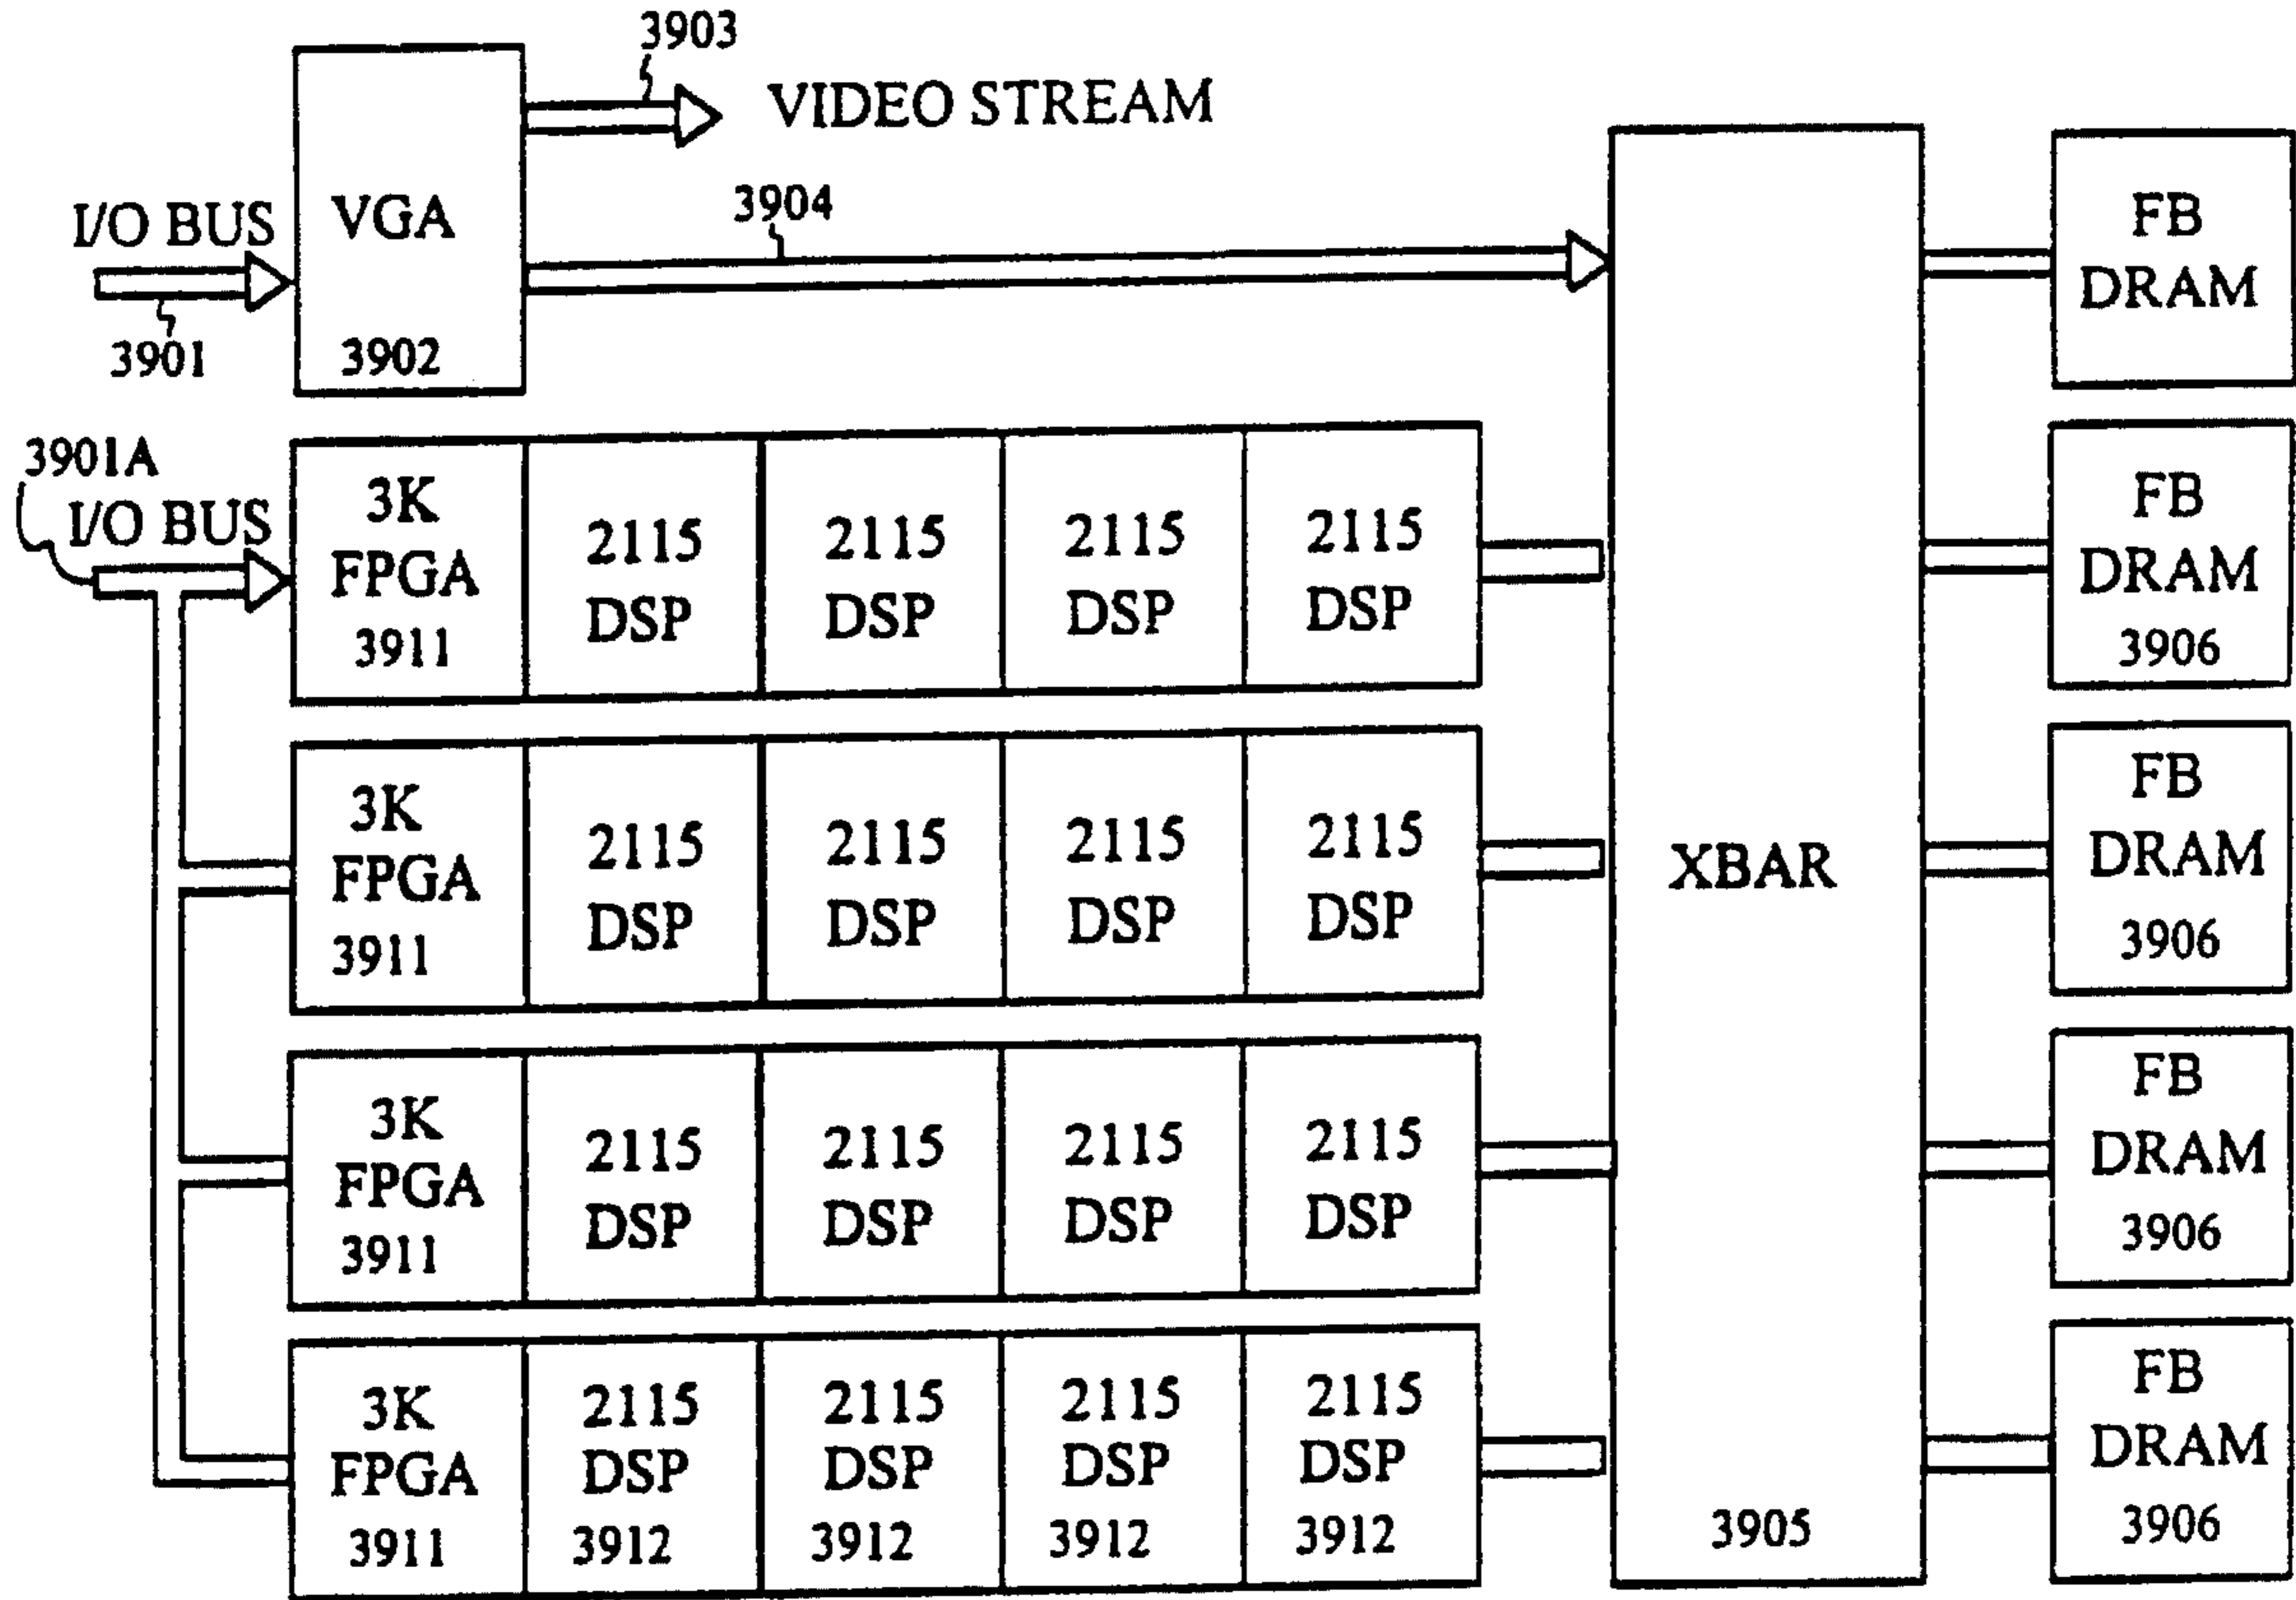 3903
VIDEO STREAM
I/O BUS
VGA
3904
3901
3902
FB
DRAM
3901A
I/O BUS
3K
FPGA
3911
2115
DSP
2115
DSP
2115
DSP
2115
DSP
FB
DRAM
3906
3K
FPGA
3911
2115
DSP
2115
DSP
2115
DSP
2115
DSP
XBAR
FB
DRAM
3906
3K
FPGA
3911
2115
DSP
2115
DSP
2115
DSP
2115
DSP
FB
DRAM
3906
3K
FPGA
3911
2115
DSP
3912
2115
DSP
3912
2115
DSP
3912
2115
DSP
3912
3905
FB
DRAM
3906